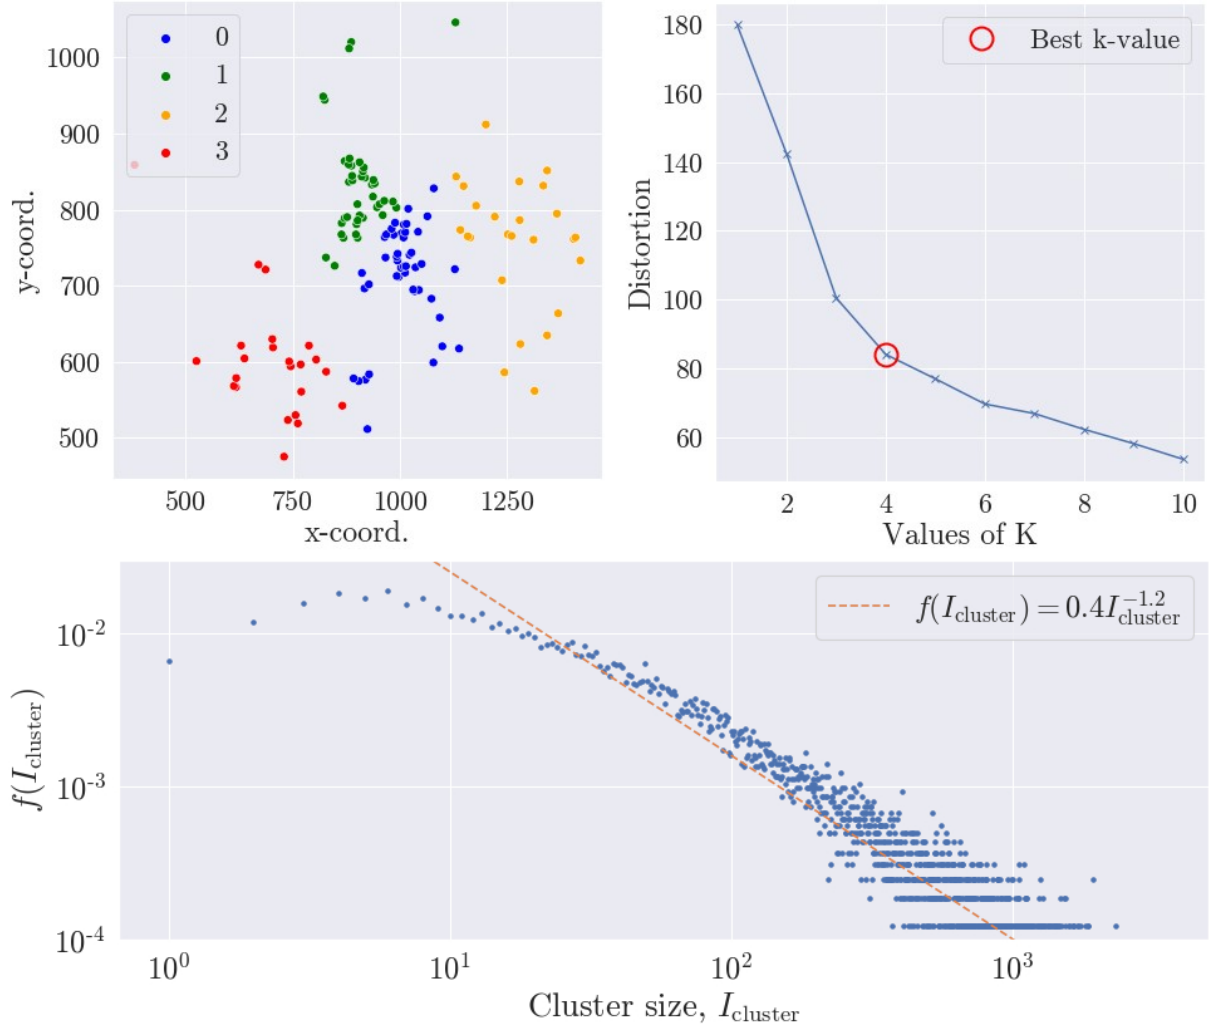 0
1
2
3
1000
900
800
700
600
500
y-coord.
500 750 1000 1250
x-coord.
Best k-value
180
160
140
120
100
80
60
Distortion
2 4 6 8 10
Values of K
f(I_cluster) = 0.4I_cluster^-1.2
10^-2
10^-3
10^-4
f(I_cluster)
10^0 10^1 10^2 10^3
Cluster size, I_cluster